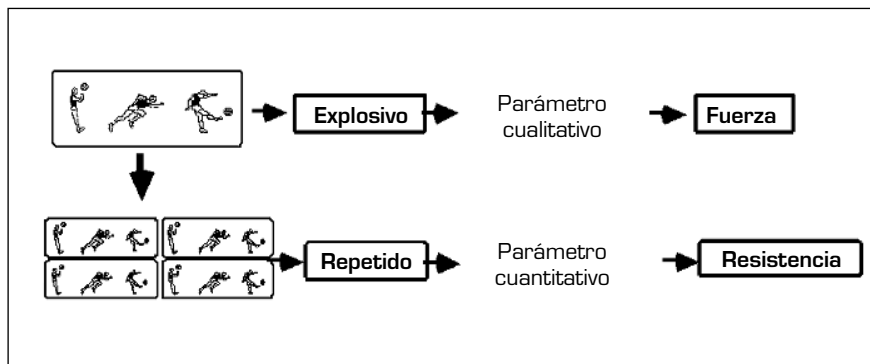 Explosivo
Parámetro
cualitativo
Fuerza
Repetido
Parámetro
cuantitativo
Resistencia